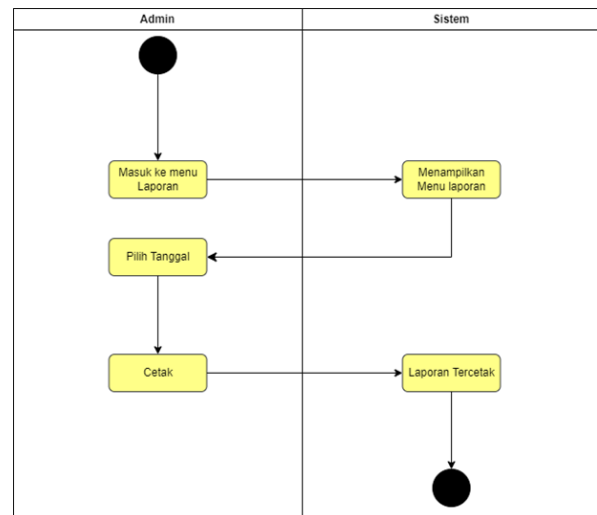 Admin
Sistem
Masuk ke menu
Laporan
Menampilkan
Menu laporan
Pilih Tanggal
Cetak
Laporan Tercetak